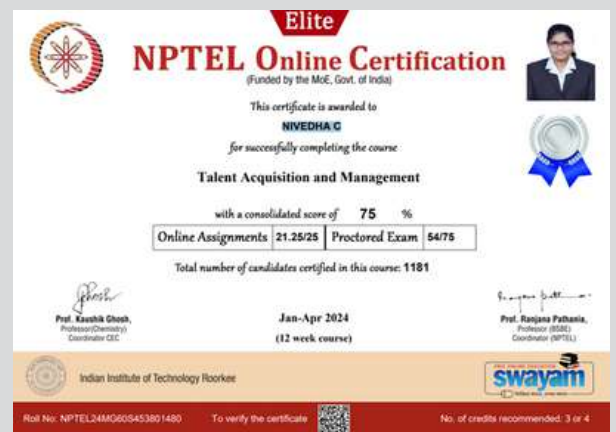 Elite
NPTEL Online Certification
(Funded by the MoE, Govt. of India)
This certificate is awarded to
NIVEDHA G
for successfully completing the course
Talent Acquisition and Management
with a consolidated score of 75 %
Online Assignments 21.25/25 Proctored Exam 54/75
Total number of candidates certified in this course: 1181
Prof. Kaushik Ghosh,
Professor(Chemistry)
Coordinator CEC
Jan-Apr 2024
(12 week course)
Prof. Ranjana Pathania,
Professor (BSBE)
Coordinator (NPTEL)
Indian Institute of Technology Roorkee
FREE ONLINE EDUCATION
swayam
Roll No: NPTEL24MG60S453801480 To verify the certificate No. of credits recommended: 3 or 4